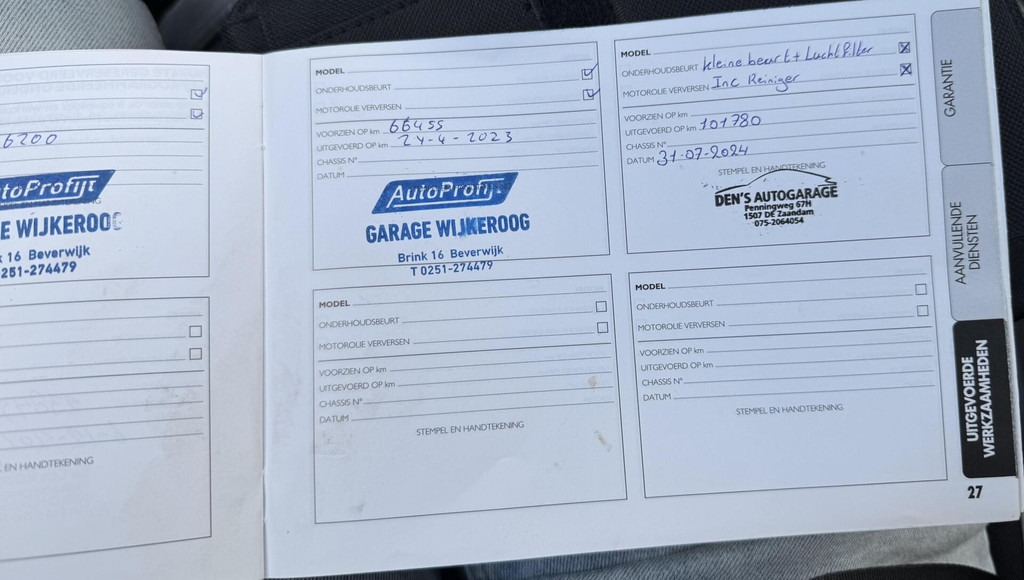 6200
toProfijt
E WIJKEROOG
k 16 Beverwijk
0251-274479
EN HANDTEKENING
MODEL
ONDERHOUDSBEURT
MOTOROLIE VERVERSEN
VOORZIEN OP km 66455
UITGEVOERD OP km 24-4-2023
CHASSIS N°
DATUM
AutoProfijt
GARAGE WIJKEROOG
Brink 16 Beverwijk
T 0251-274479
MODEL
ONDERHOUDSBEURT kleine beurt + Luchtfilter
MOTOROLIE VERVERSEN Inc Reiniger
VOORZIEN OP km
UITGEVOERD OP km 101780
CHASSIS N°
DATUM 31-07-2024
STEMPEL EN HANDTEKENING
DEN'S AUTOGARAGE
Penningweg 67H
1507 DE Zaandam
075-2064054
MODEL
ONDERHOUDSBEURT
MOTOROLIE VERVERSEN
VOORZIEN OP km
UITGEVOERD OP km
CHASSIS N°
DATUM
STEMPEL EN HANDTEKENING
MODEL
ONDERHOUDSBEURT
MOTOROLIE VERVERSEN
VOORZIEN OP km
UITGEVOERD OP km
CHASSIS N°
DATUM
STEMPEL EN HANDTEKENING
GARANTIE
AANVULLENDE
DIENSTEN
UITGEVOERDE
WERKZAAMHEDEN
27